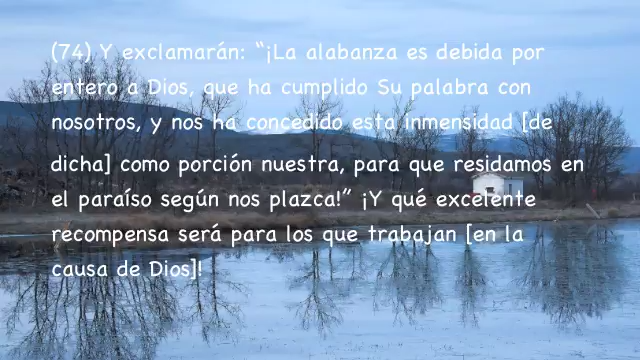 (74) Y exclamarán: “¡La alabanza es debida por
entero a Dios, que ha cumplido Su palabra con
nosotros, y nos ha concedido esta inmensidad [de
dicha] como porción nuestra, para que residamos en
el paraíso según nos plazca!” ¡Y qué excelente
recompensa será para los que trabajan [en la
causa de Dios]!